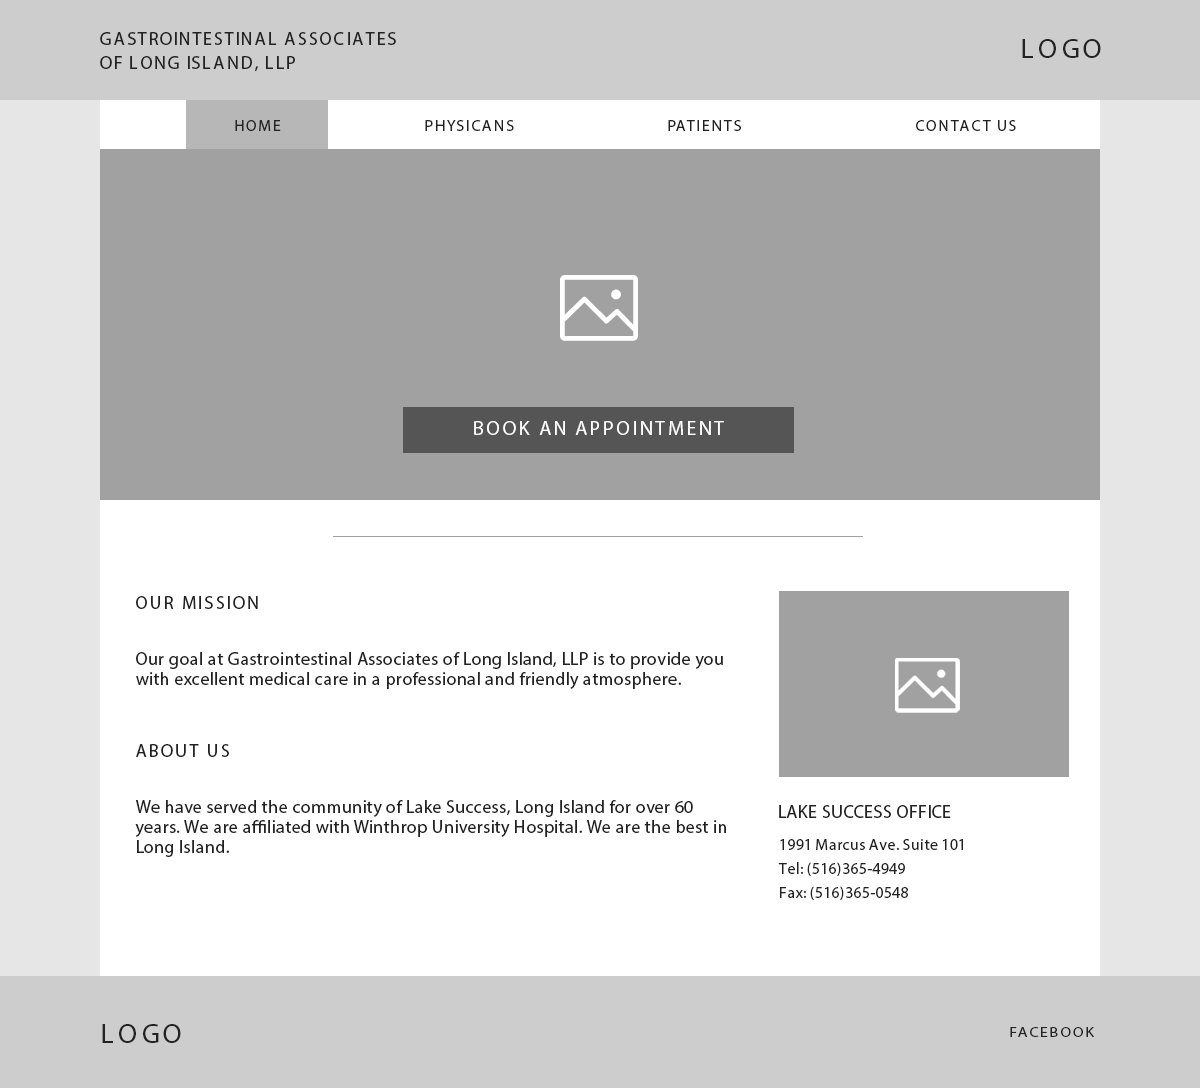 GASTROINTESTINAL ASSOCIATES
OF LONG ISLAND, LLP
LOGO
HOME
PHYSICANS
PATIENTS
CONTACT US
BOOK AN APPOINTMENT
OUR MISSION
Our goal at Gastrointestinal Associates of Long Island, LLP is to provide you
with excellent medical care in a professional and friendly atmosphere.
ABOUT US
We have served the community of Lake Success, Long Island for over 60
years. We are affiliated with Winthrop University Hospital. We are the best in
Long Island.
LAKE SUCCESS OFFICE
1991 Marcus Ave. Suite 101
Tel: (516)365-4949
Fax: (516)365-0548
LOGO
FACEBOOK